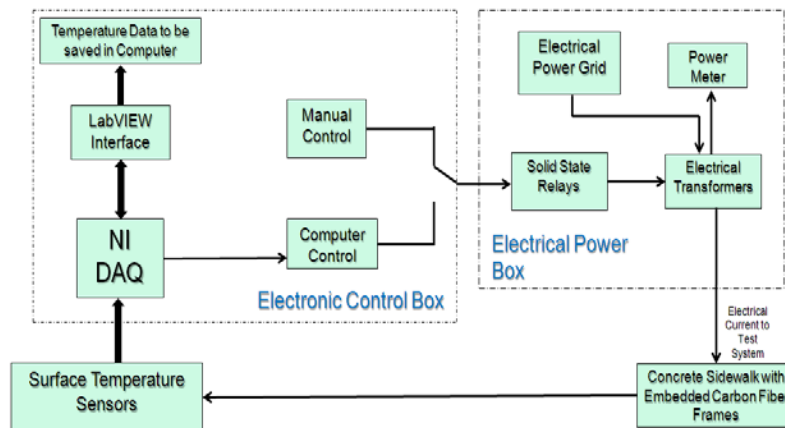 Temperature Data to be
saved in Computer
LabVIEW
Interface
NI
DAQ
Manual
Control
Computer
Control
Electronic Control Box
Electrical
Power Grid
Power
Meter
Solid State
Relays
Electrical
Transformers
Electrical Power
Box
Electrical
Current to
Test
System
Surface Temperature
Sensors
Concrete Sidewalk with
Embedded Carbon Fibe
Frames